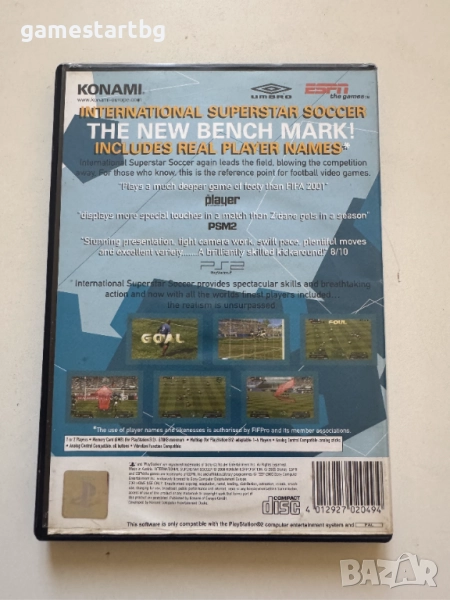 gamestartbg
KONAMI
www.konami-europe.com
UMBRO
ESPN
the games
INTERNATIONAL SUPERSTAR SOCCER
THE NEW BENCH MARK!
INCLUDES REAL PLAYER NAMES*
International Superstar Soccer again leads the field, blowing the competition
away. For those who know, this is the reference point for football video games.
"Plays a much deeper game of footy than FIFA 2001"
player
"displays more special touches in a match than Zidane gets in a season"
PSM2
"Stunning presentation, tight camera work, swift pace, plentiful moves
and excellent variety......A brilliantly skilled kickaround" 8/10
PS2
International Superstar Soccer provides spectacular skills and breathtaking
action and now with all the worlds finest players included...
the realism is unsurpassed
GOAL
FOUL
*The use of player names and likenesses is authorised by FIFPro and its member associations.
COMPACT
DISC
4 012927 020494
This software is only compatible with the PlayStation®2 computer entertainment system and
PAL
BAZAR